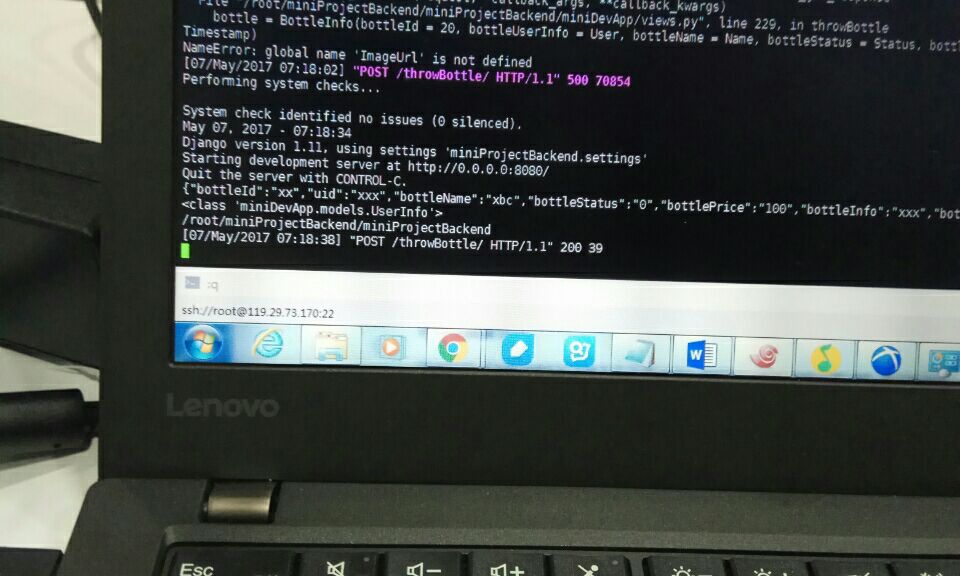 callback_args, **callback_kwargs)
File "/root/miniProjectBackend/miniProjectBackend/miniDevApp/views.py", line 229, in throwBottle
bottle = BottleInfo(bottleId = 20, bottleUserInfo = User, bottleName = Name, bottleStatus = Status, bott
Timestamp)
NameError: global name 'ImageUrl' is not defined
[07/May/2017 07:18:02] "POST /throwBottle/ HTTP/1.1" 500 70854
Performing system checks...
System check identified no issues (0 silenced).
May 07, 2017 - 07:18:34
Django version 1.11, using settings 'miniProjectBackend.settings'
Starting development server at http://0.0.0.0:8080/
Quit the server with CONTROL-C.
{"bottleId":"xx","uid":"xxx","bottleName":"xbc","bottleStatus":"0","bottlePrice":"100","bottleInfo":"xxx","bot
<class 'miniDevApp.models.UserInfo'>
/root/miniProjectBackend/miniProjectBackend
[07/May/2017 07:18:38] "POST /throwBottle/ HTTP/1.1" 200 39
:q
ssh://root@119.29.73.170:22
W
Lenovo
Esc